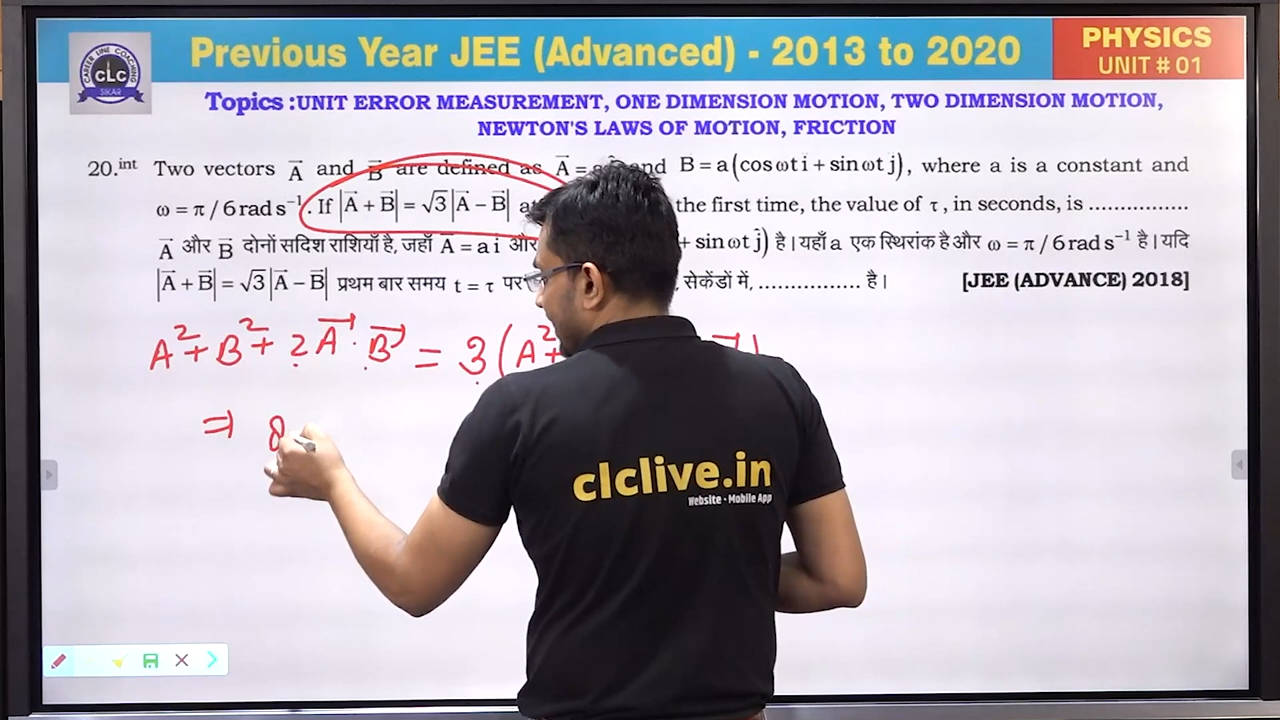 Previous Year JEE (Advanced) - 2013 to 2020
PHYSICS
UNIT # 01
CAREER LINE COACHING
CLC
SIKAR
Topics :UNIT ERROR MEASUREMENT, ONE DIMENSION MOTION, TWO DIMENSION MOTION,
NEWTON'S LAWS OF MOTION, FRICTION
20.int Two vectors A⃗ and B⃗ are defined as A⃗ = and B = a(cos ωt i + sin ωt j), where a is a constant and
ω = π / 6 rad s⁻¹. If |A⃗ + B⃗| = √3 |A⃗ − B⃗| the first time, the value of τ, in seconds, is ................
A⃗ और B⃗ दोनों सदिश राशियाँ है, जहाँ A = a i + sin ωt ĵ) है। यहाँ a एक स्थिरांक है और ω = π / 6 rad s⁻¹ है। यदि
|A⃗ + B⃗| = √3 |A⃗ − B⃗| प्रथम बार समय t = τ पर सेकेंडों में, ................ है। [JEE (ADVANCE) 2018]
A² + B² + 2 A⃗ . B⃗ = 3 (A² +
⇒ 8
clclive.in
Website - Mobile App